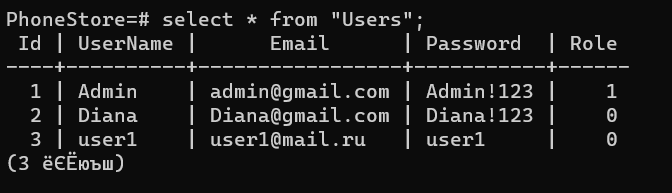 PhoneStore=# select * from "Users";
 Id | UserName |      Email      | Password  | Role
----+----------+-----------------+-----------+------
  1 | Admin    | admin@gmail.com | Admin!123 |    1
  2 | Diana    | Diana@gmail.com | Diana!123 |    0
  3 | user1    | user1@mail.ru   | user1     |    0
(3 ёЄЁюъш)